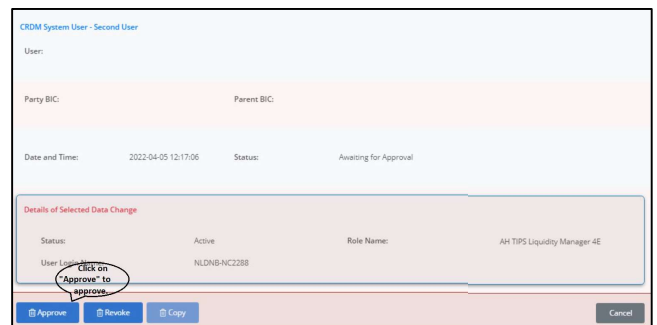 CRDM System User - Second User
User:
Party BIC: Parent BIC:
Date and Time: 2022-04-05 12:17:06 Status: Awaiting for Approval
Details of Selected Data Change
Status: Active Role Name: AH TIPS Liquidity Manager 4E
User Login Name: NLDNB-NC2288
Click on
"Approve" to
approve.
Approve Revoke Copy Cancel